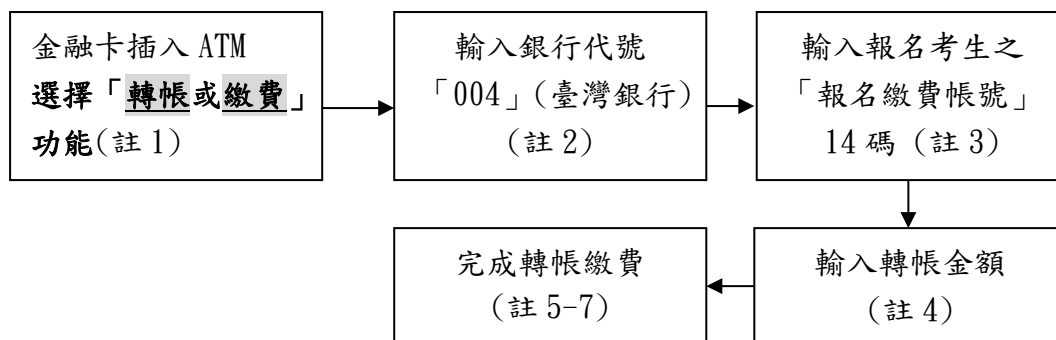 金融卡插入 ATM
選擇「轉帳或繳費」
功能(註 1)
輸入銀行代號
「004」(臺灣銀行)
(註 2)
輸入報名考生之
「報名繳費帳號」
14 碼 (註 3)
輸入轉帳金額
(註 4)
完成轉帳繳費
(註 5-7)